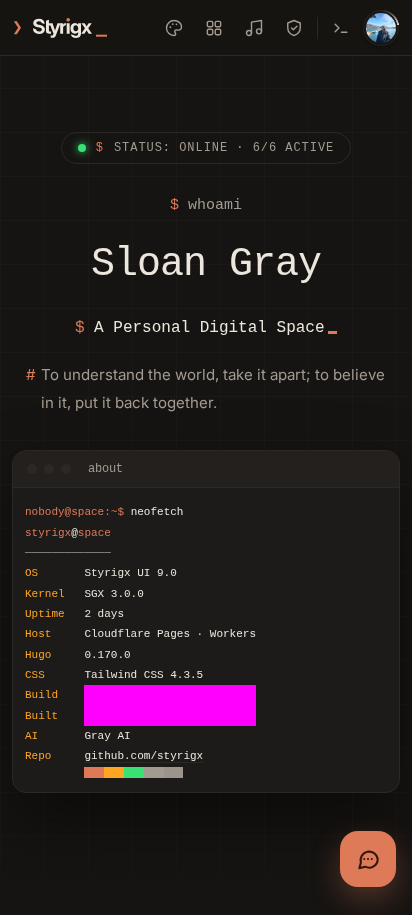 ❯ Styrigx _
$ STATUS: ONLINE · 6/6 ACTIVE
$ whoami
Sloan Gray
$ A Personal Digital Space
# To understand the world, take it apart; to believe
in it, put it back together.
about
nobody@space:~$ neofetch
styrigx@space
OS Styrigx UI 9.0
Kernel SGX 3.0.0
Uptime 2 days
Host Cloudflare Pages · Workers
Hugo 0.170.0
CSS Tailwind CSS 4.3.5
Build
Built
AI Gray AI
Repo github.com/styrigx